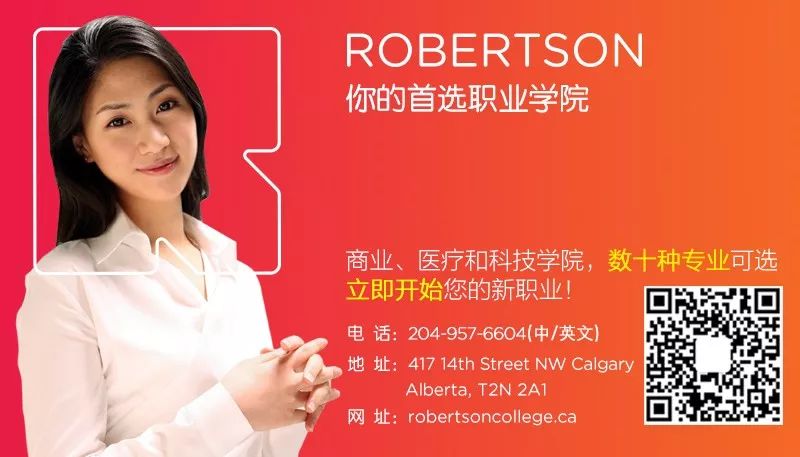 ROBERTSON
你的首选职业学院
商业、医疗和科技学院，数十种专业可选
立即开始您的新职业！
电 话：204-957-6604(中/英文)
地 址：417 14th Street NW Calgary
Alberta, T2N 2A1
网 址：robertsoncollege.ca